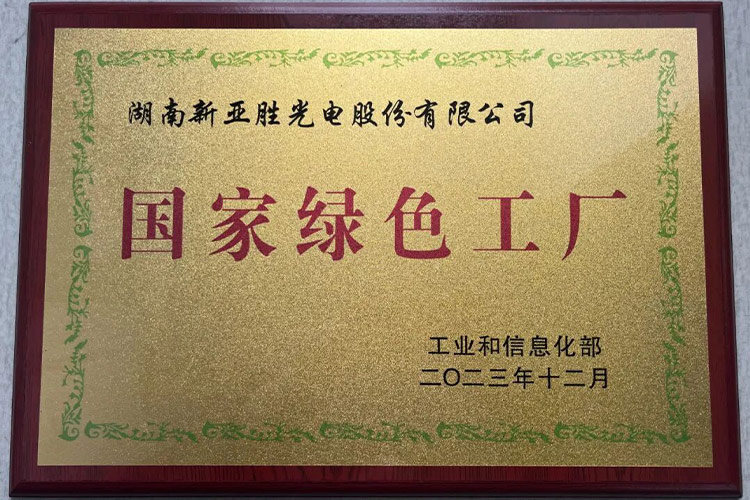 湖南新亚胜光电股份有限公司
国家绿色工厂
工业和信息化部
二〇二三年十二月